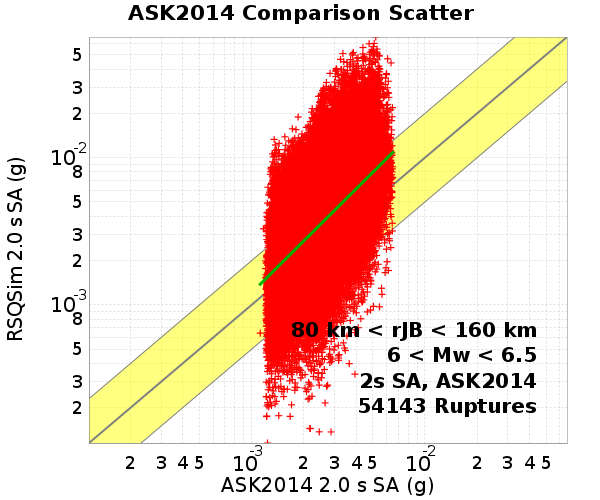 ASK2014 Comparison Scatter
RSQSim 2.0 s SA (g)
5
3
2
10-2
8
5
3
2
10-3
8
5
3
2
80 km < rJB < 160 km
6 < Mw < 6.5
2s SA, ASK2014
54143 Ruptures
2 3 4 5 10-3 2 3 4 5 10-2 2 3 4 5
ASK2014 2.0 s SA (g)